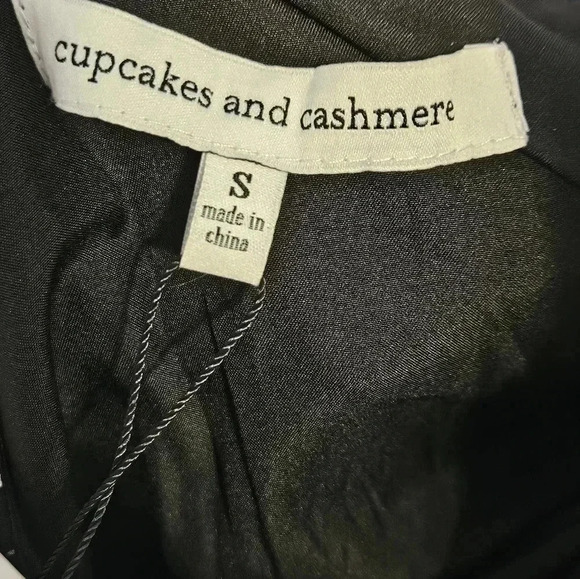 cupcakes and cashmere
S
made in
china